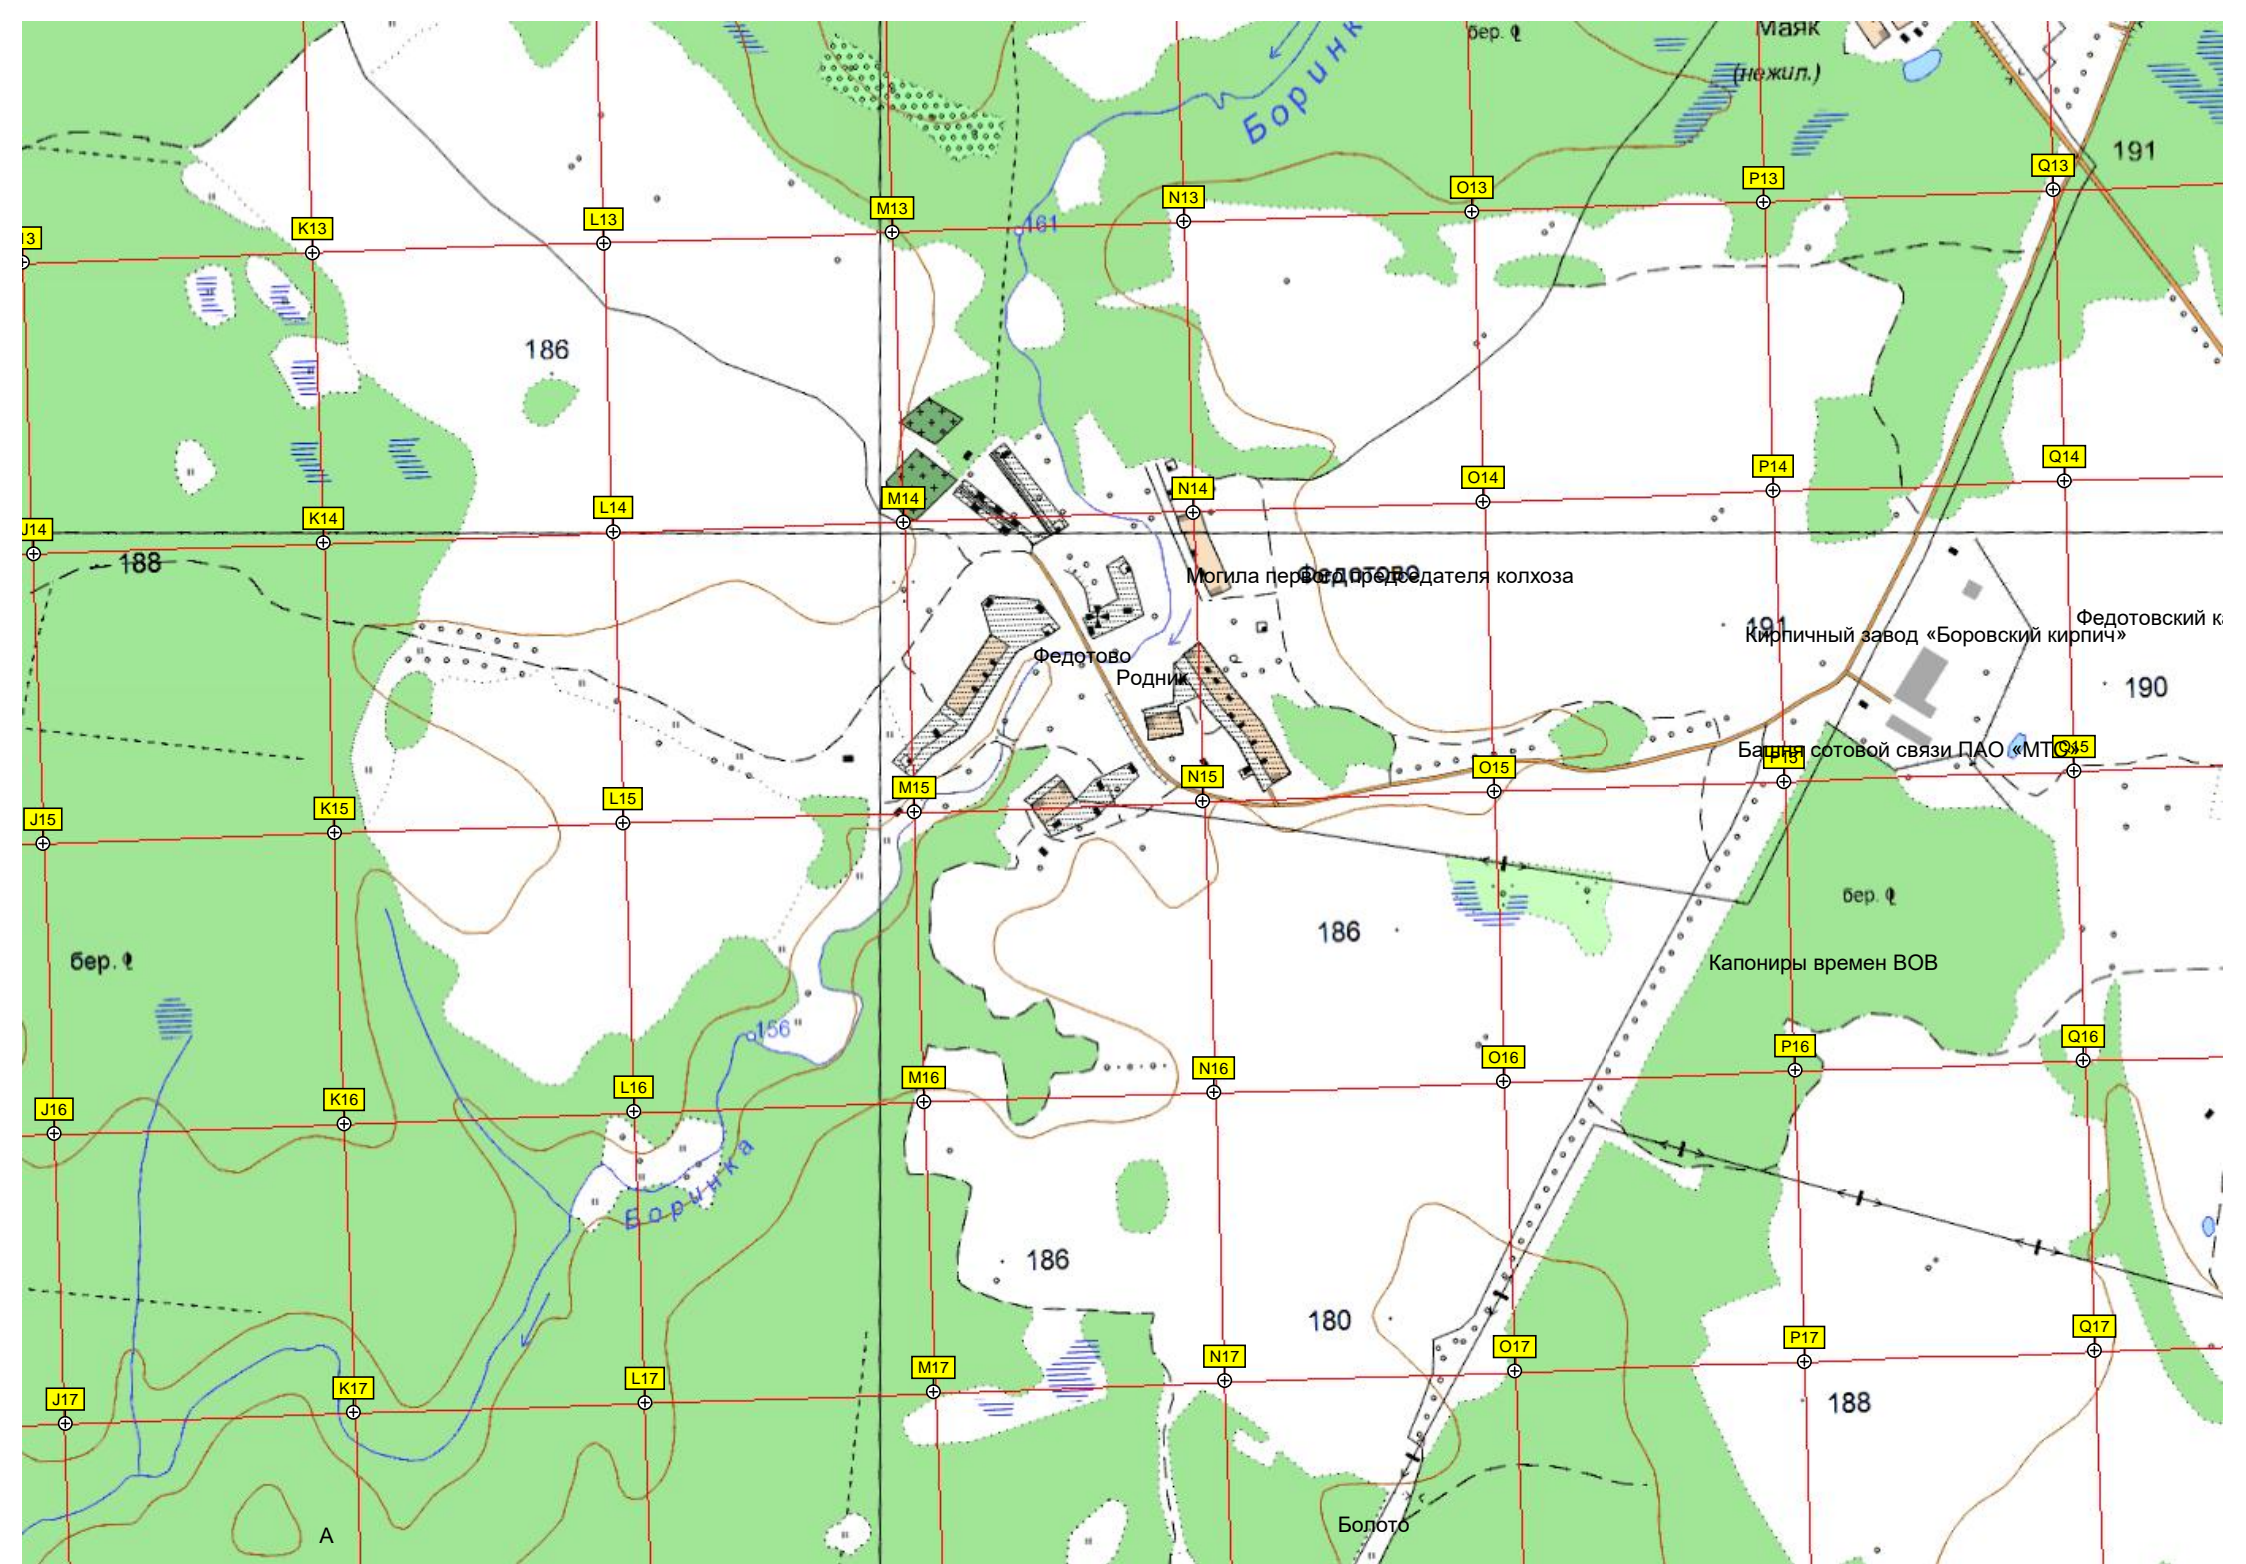 Маяк
бер.
(нежил.)
Боринк
191
Q13
P13
O13
N13
M13
L13
K13
13
161
186
Q14
P14
O14
N14
M14
L14
K14
J14
188
Могила первого председателя колхоза
Федотово
191
Федотовский к
Кирпичный завод «Боровский кирпич»
Федотово
Родник
190
Башня сотовой связи ПАО «МТС»
Q15
P15
O15
N15
M15
L15
K15
J15
бер.
186
бер.
Капониры времен ВОВ
156
Q16
P16
O16
N16
M16
L16
K16
J16
Боринка
186
180
Q17
P17
O17
N17
M17
L17
K17
J17
188
Болото
А